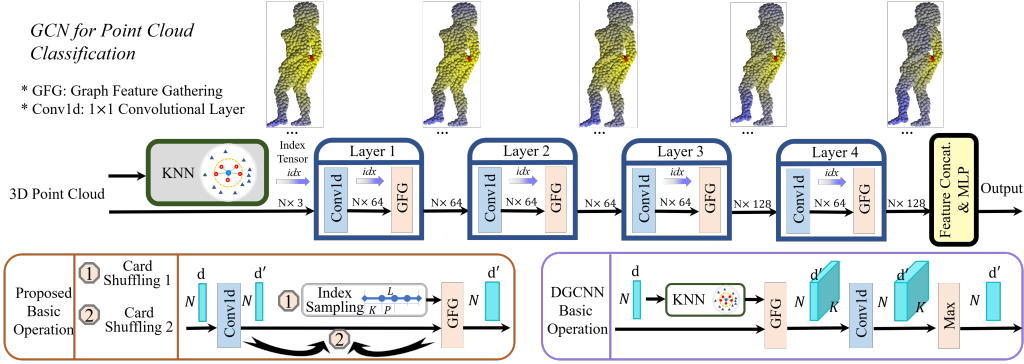 GCN for Point Cloud
Classification
* GFG: Graph Feature Gathering
* Conv1d: 1×1 Convolutional Layer
... ... ... ... ...
KNN
Index
Tensor
idx
3D Point Cloud
N× 3
Layer 1
Conv1d
idx
N× 64
GFG
N× 64
Layer 2
Conv1d
idx
N× 64
GFG
N× 64
Layer 3
Conv1d
idx
N× 64
GFG
N× 128
Layer 4
Conv1d
idx
N× 64
GFG
N× 128
Feature Concat.
& MLP
Output
Proposed
Basic
Operation
1 Card
Shuffling 1
2 Card
Shuffling 2
d
N
Conv1d
d′
N
1
Index
Sampling
L
K P
2
GFG
d′
N
DGCNN
Basic
Operation
d
N
KNN
GFG
d′
N
K
Conv1d
d′
N
K
Max
d′
N